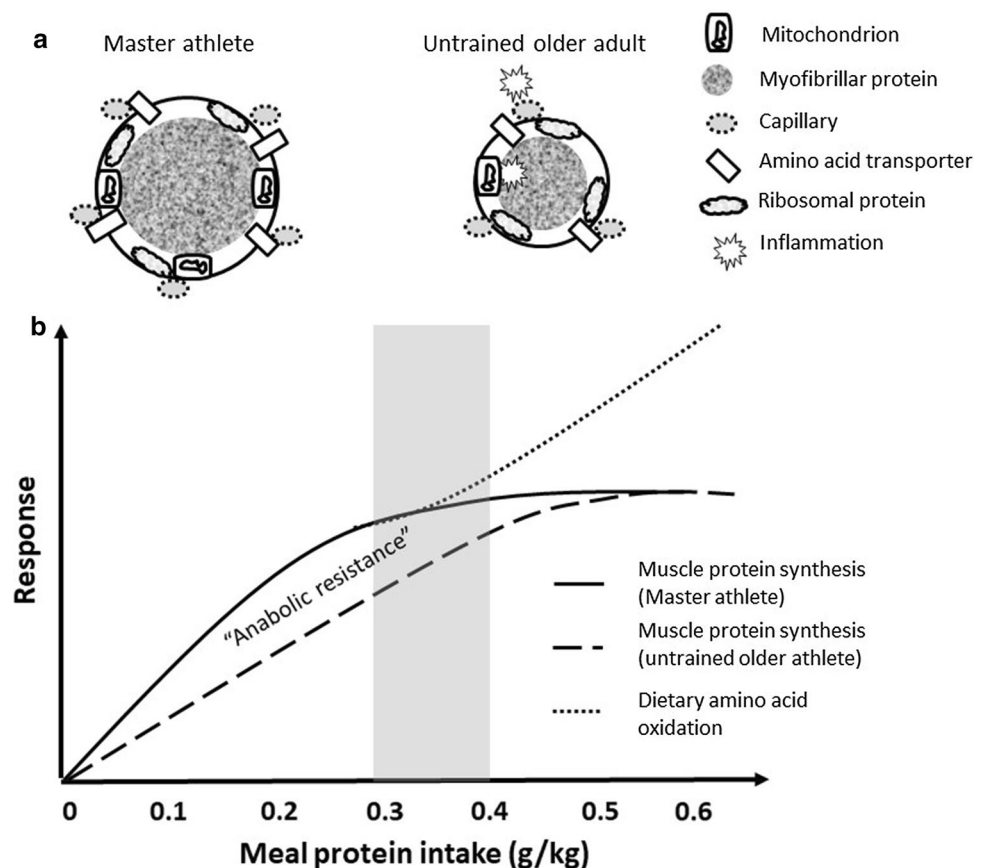 a
Master athlete
Untrained older adult
Mitochondrion
Myofibrillar protein
Capillary
Amino acid transporter
Ribosomal protein
Inflammation
b
Response
“Anabolic resistance”
Muscle protein synthesis
(Master athlete)
Muscle protein synthesis
(untrained older athlete)
Dietary amino acid
oxidation
0 0.1 0.2 0.3 0.4 0.5 0.6
Meal protein intake (g/kg)